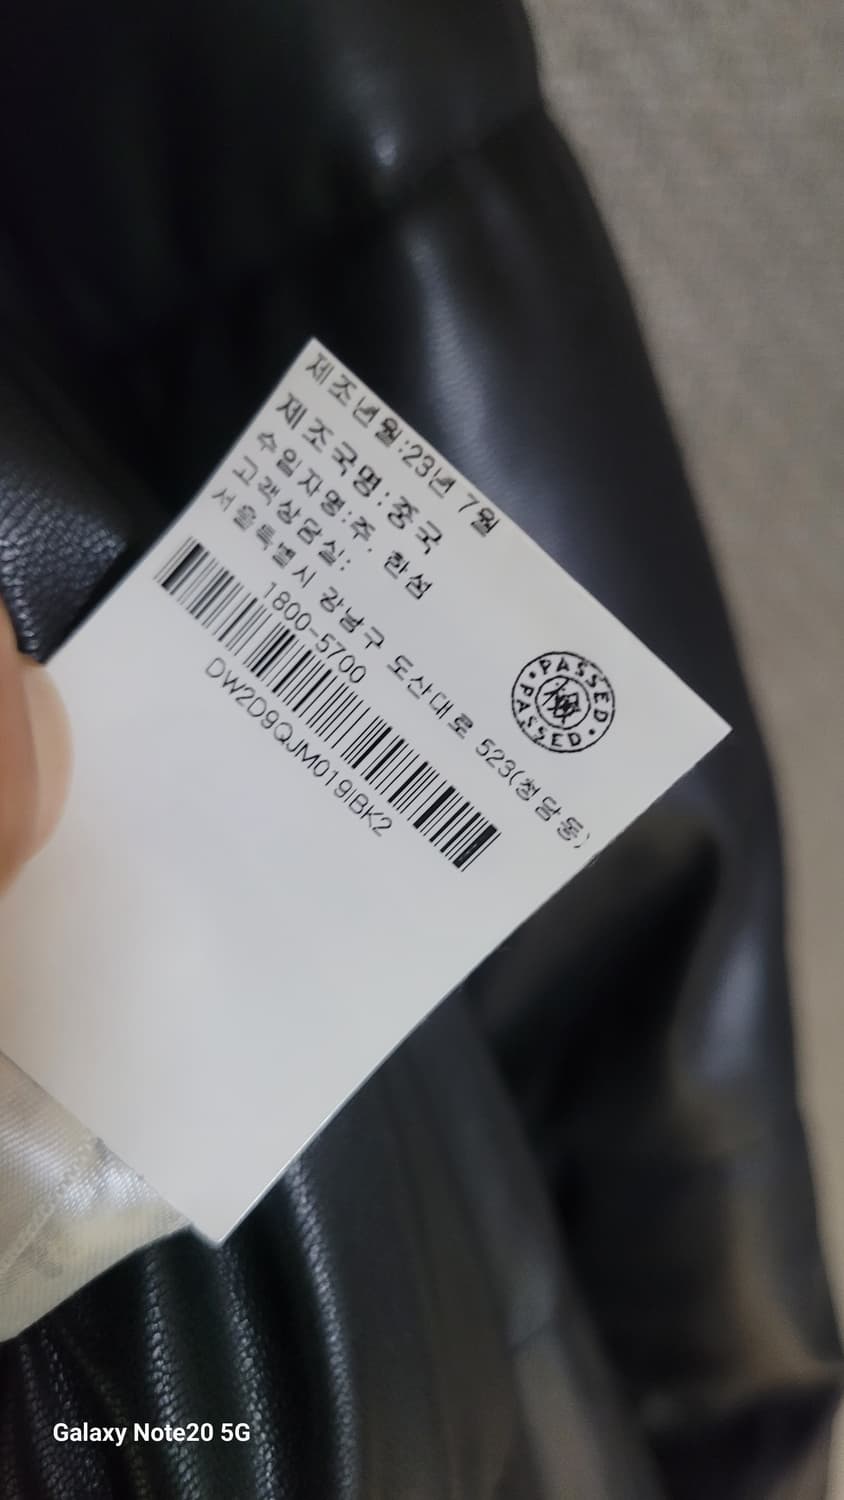 제조년월:23년 7월
제조국명:중국
수입자명:주. 한섬
고객상담실:
서울특별시 강남구 도산대로 523(청담동)
1800-5700
DW2D9QJM019IBK2
PASSED
PASSED
Galaxy Note20 5G